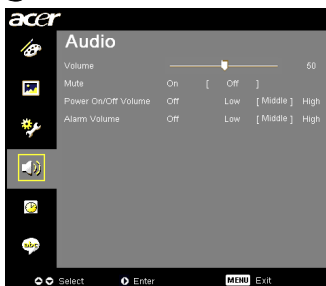 acer
Audio
Volume 50
Mute On [ Off ]
Power On/Off Volume Off Low [ Middle ] High
Alarm Volume Off Low [ Middle ] High
abc
Select Enter MENU Exit